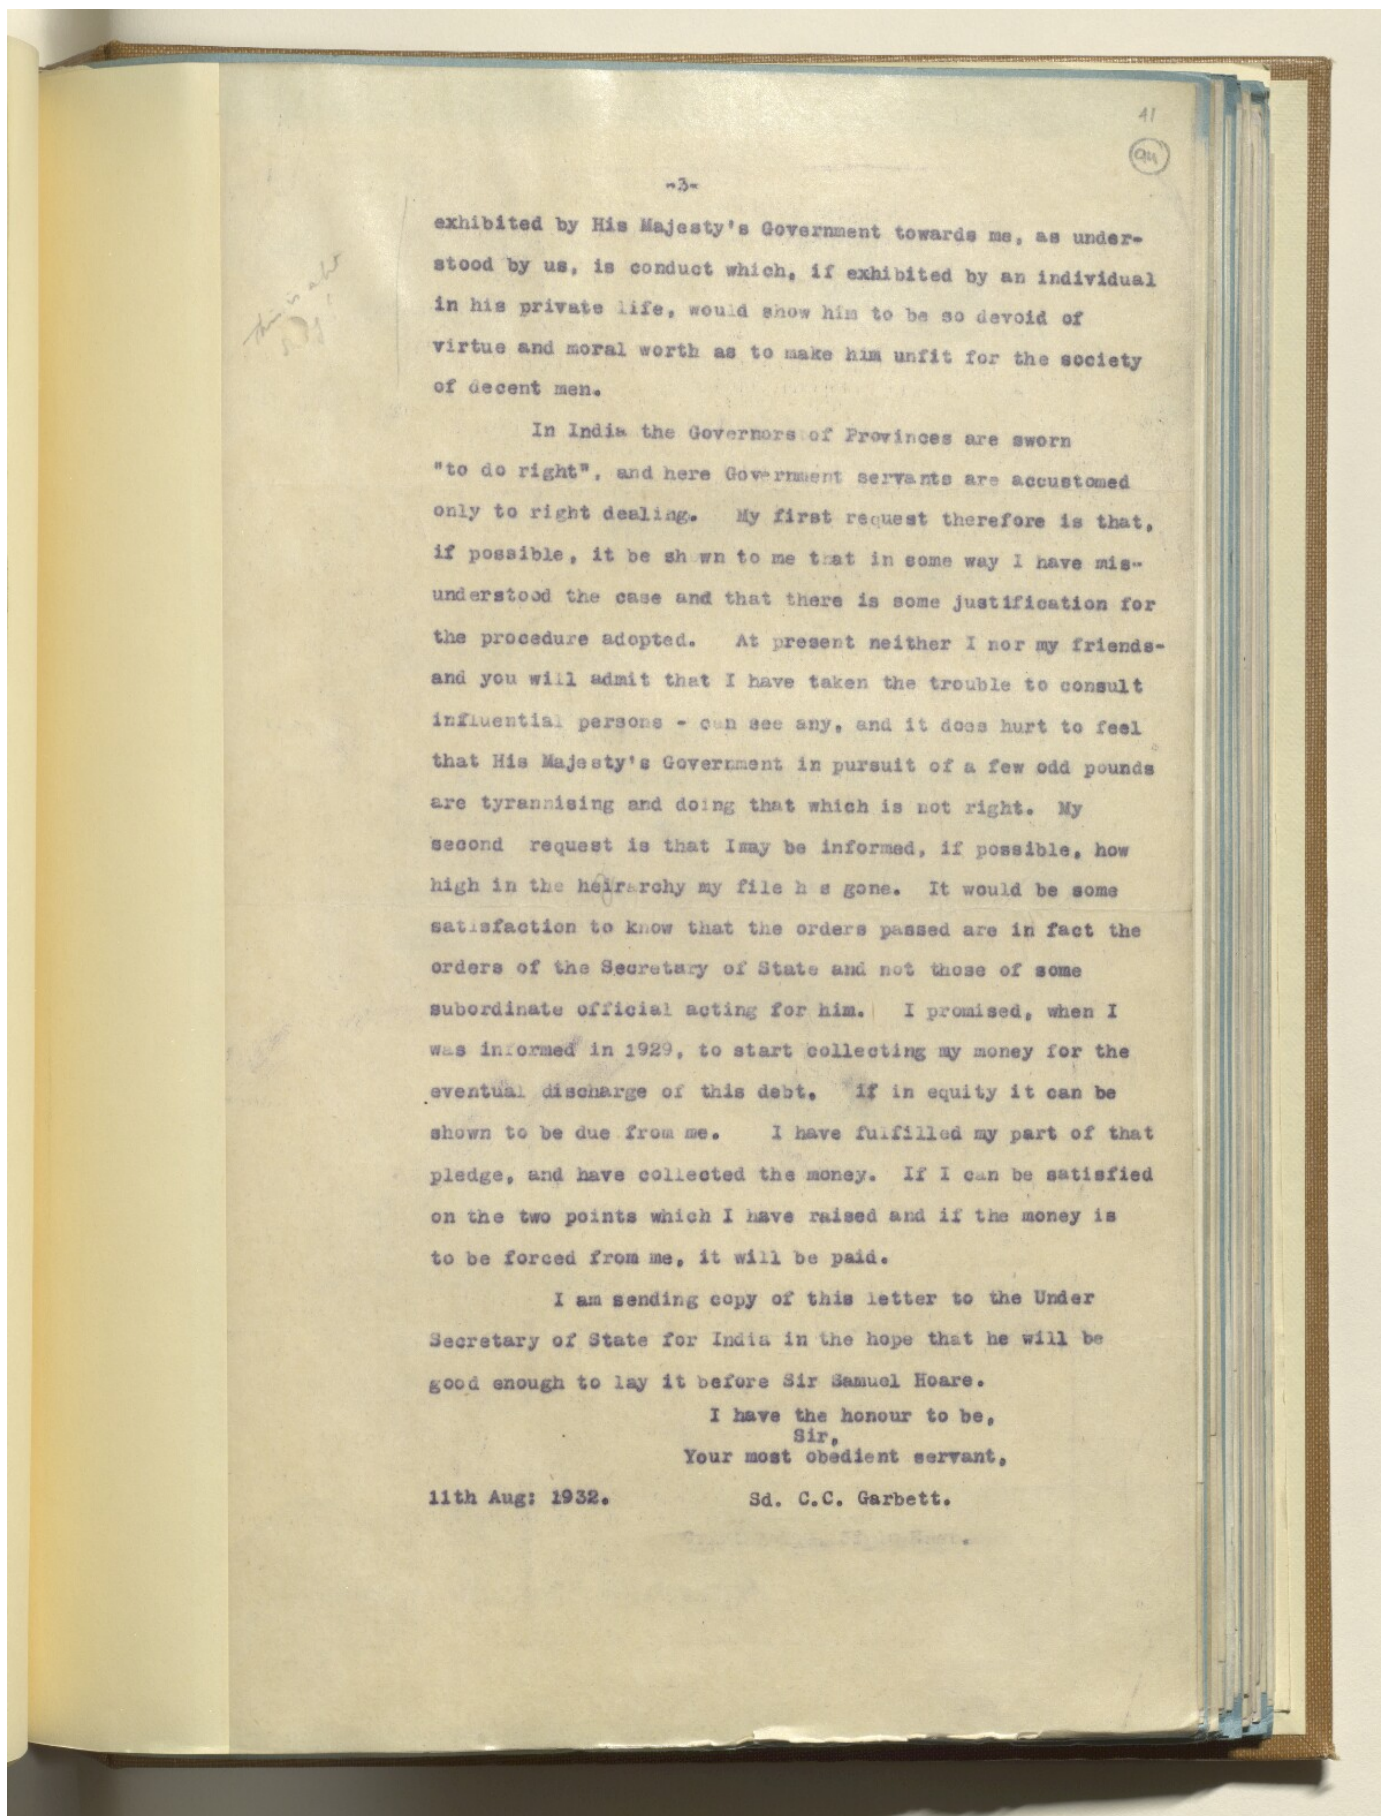 41
94
-3-
exhibited by His Majesty's Government towards me, as under-
stood by us, is conduct which, if exhibited by an individual
in his private life, would show him to be so devoid of
virtue and moral worth as to make him unfit for the society
of decent men.
In India the Governors of Provinces are sworn
"to do right", and here Government servants are accustomed
only to right dealing. My first request therefore is that,
if possible, it be sh wn to me that in some way I have mis-
understood the case and that there is some justification for
the procedure adopted. At present neither I nor my friends-
and you will admit that I have taken the trouble to consult
influential persons - can see any, and it does hurt to feel
that His Majesty's Government in pursuit of a few odd pounds
are tyrannising and doing that which is not right. My
second request is that Imay be informed, if possible, how
high in the heirarchy my file h s gone. It would be some
satisfaction to know that the orders passed are in fact the
orders of the Secretary of State and not those of some
subordinate official acting for him. I promised, when I
was informed in 1929, to start collecting my money for the
eventual discharge of this debt. if in equity it can be
shown to be due from me. I have fulfilled my part of that
pledge, and have collected the money. If I can be satisfied
on the two points which I have raised and if the money is
to be forced from me, it will be paid.
I am sending copy of this letter to the Under
Secretary of State for India in the hope that he will be
good enough to lay it before Sir Samuel Hoare.
I have the honour to be,
Sir,
Your most obedient servant,
11th Aug: 1932. Sd. C.C. Garbett.